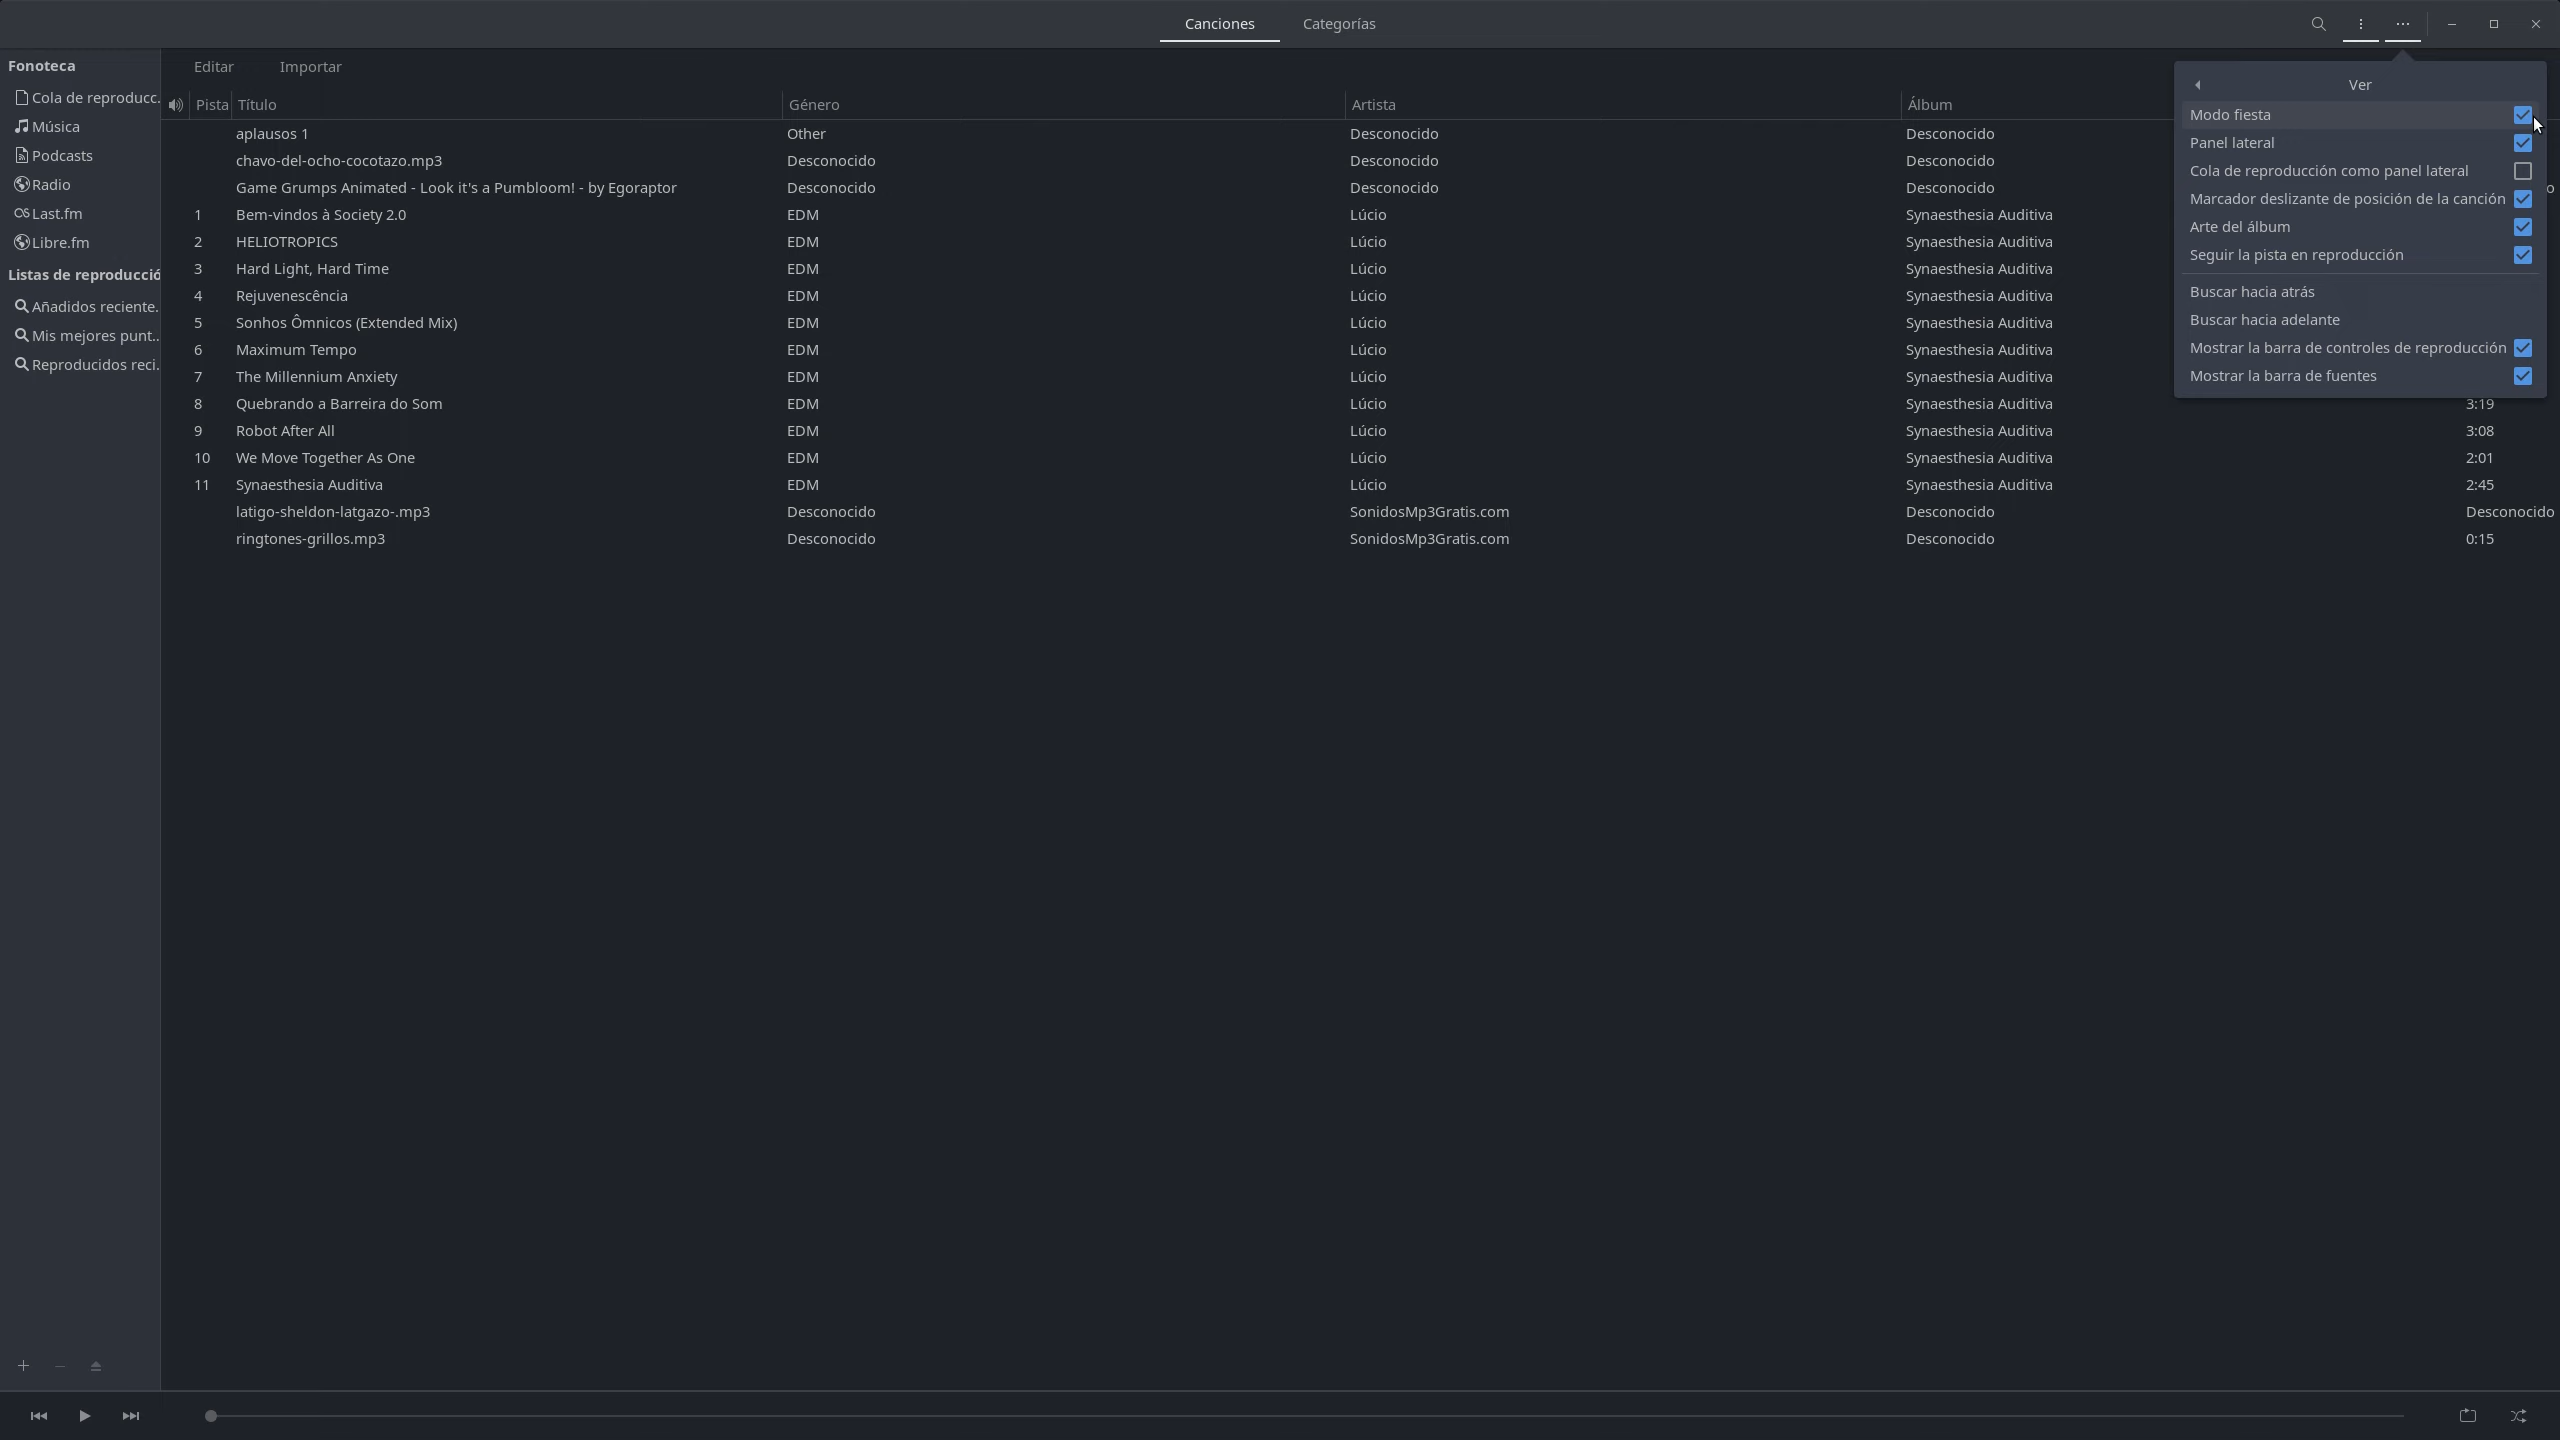 Canciones Categorías
Fonoteca
Cola de reproducc.
Música
Podcasts
Radio
Last.fm
Libre.fm
Listas de reproducció
Añadidos reciente.
Mis mejores punt..
Reproducidos reci.
Editar Importar
Pista Título Género Artista Álbum
aplausos 1 Other Desconocido Desconocido
chavo-del-ocho-cocotazo.mp3 Desconocido Desconocido Desconocido
Game Grumps Animated - Look it's a Pumbloom! - by Egoraptor Desconocido Desconocido Desconocido o
1 Bem-vindos à Society 2.0 EDM Lúcio Synaesthesia Auditiva
2 HELIOTROPICS EDM Lúcio Synaesthesia Auditiva
3 Hard Light, Hard Time EDM Lúcio Synaesthesia Auditiva
4 Rejuvenescência EDM Lúcio Synaesthesia Auditiva
5 Sonhos Ômnicos (Extended Mix) EDM Lúcio Synaesthesia Auditiva
6 Maximum Tempo EDM Lúcio Synaesthesia Auditiva
7 The Millennium Anxiety EDM Lúcio Synaesthesia Auditiva
8 Quebrando a Barreira do Som EDM Lúcio Synaesthesia Auditiva 3:19
9 Robot After All EDM Lúcio Synaesthesia Auditiva 3:08
10 We Move Together As One EDM Lúcio Synaesthesia Auditiva 2:01
11 Synaesthesia Auditiva EDM Lúcio Synaesthesia Auditiva 2:45
latigo-sheldon-latgazo-.mp3 Desconocido SonidosMp3Gratis.com Desconocido Desconocido
ringtones-grillos.mp3 Desconocido SonidosMp3Gratis.com Desconocido 0:15
Ver
Modo fiesta
Panel lateral
Cola de reproducción como panel lateral
Marcador deslizante de posición de la canción
Arte del álbum
Seguir la pista en reproducción
Buscar hacia atrás
Buscar hacia adelante
Mostrar la barra de controles de reproducción
Mostrar la barra de fuentes